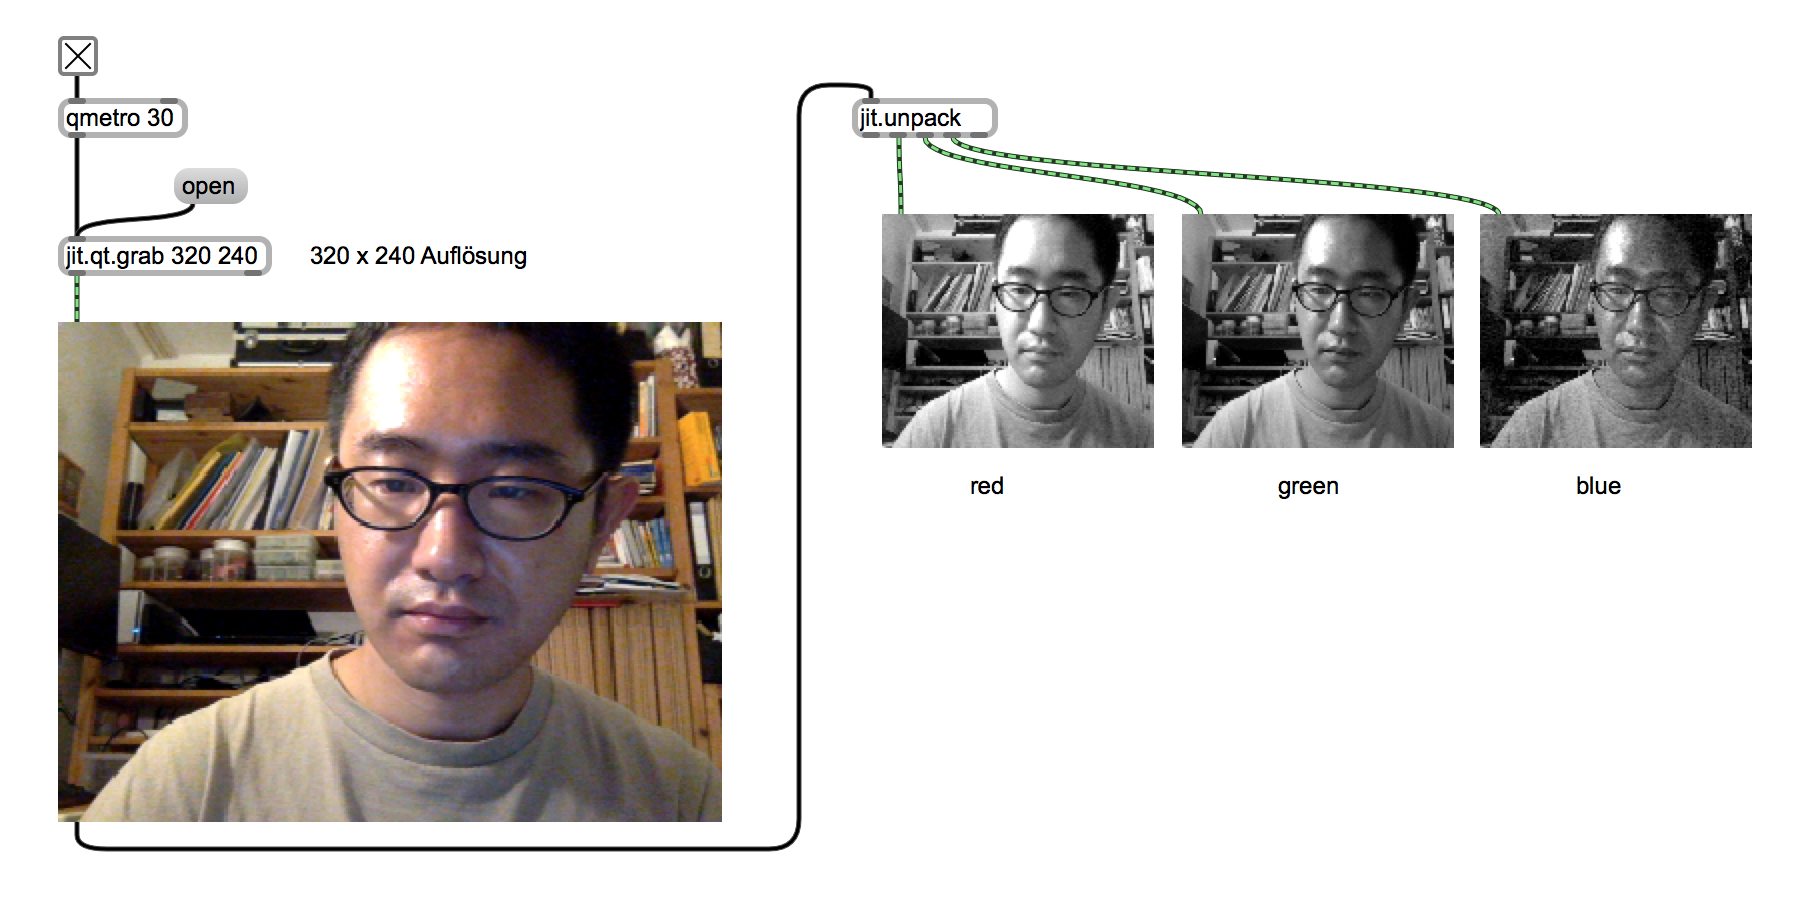 qmetro 30
open
jit.qt.grab 320 240
320 x 240 Auflösung
jit.unpack
red
green
blue